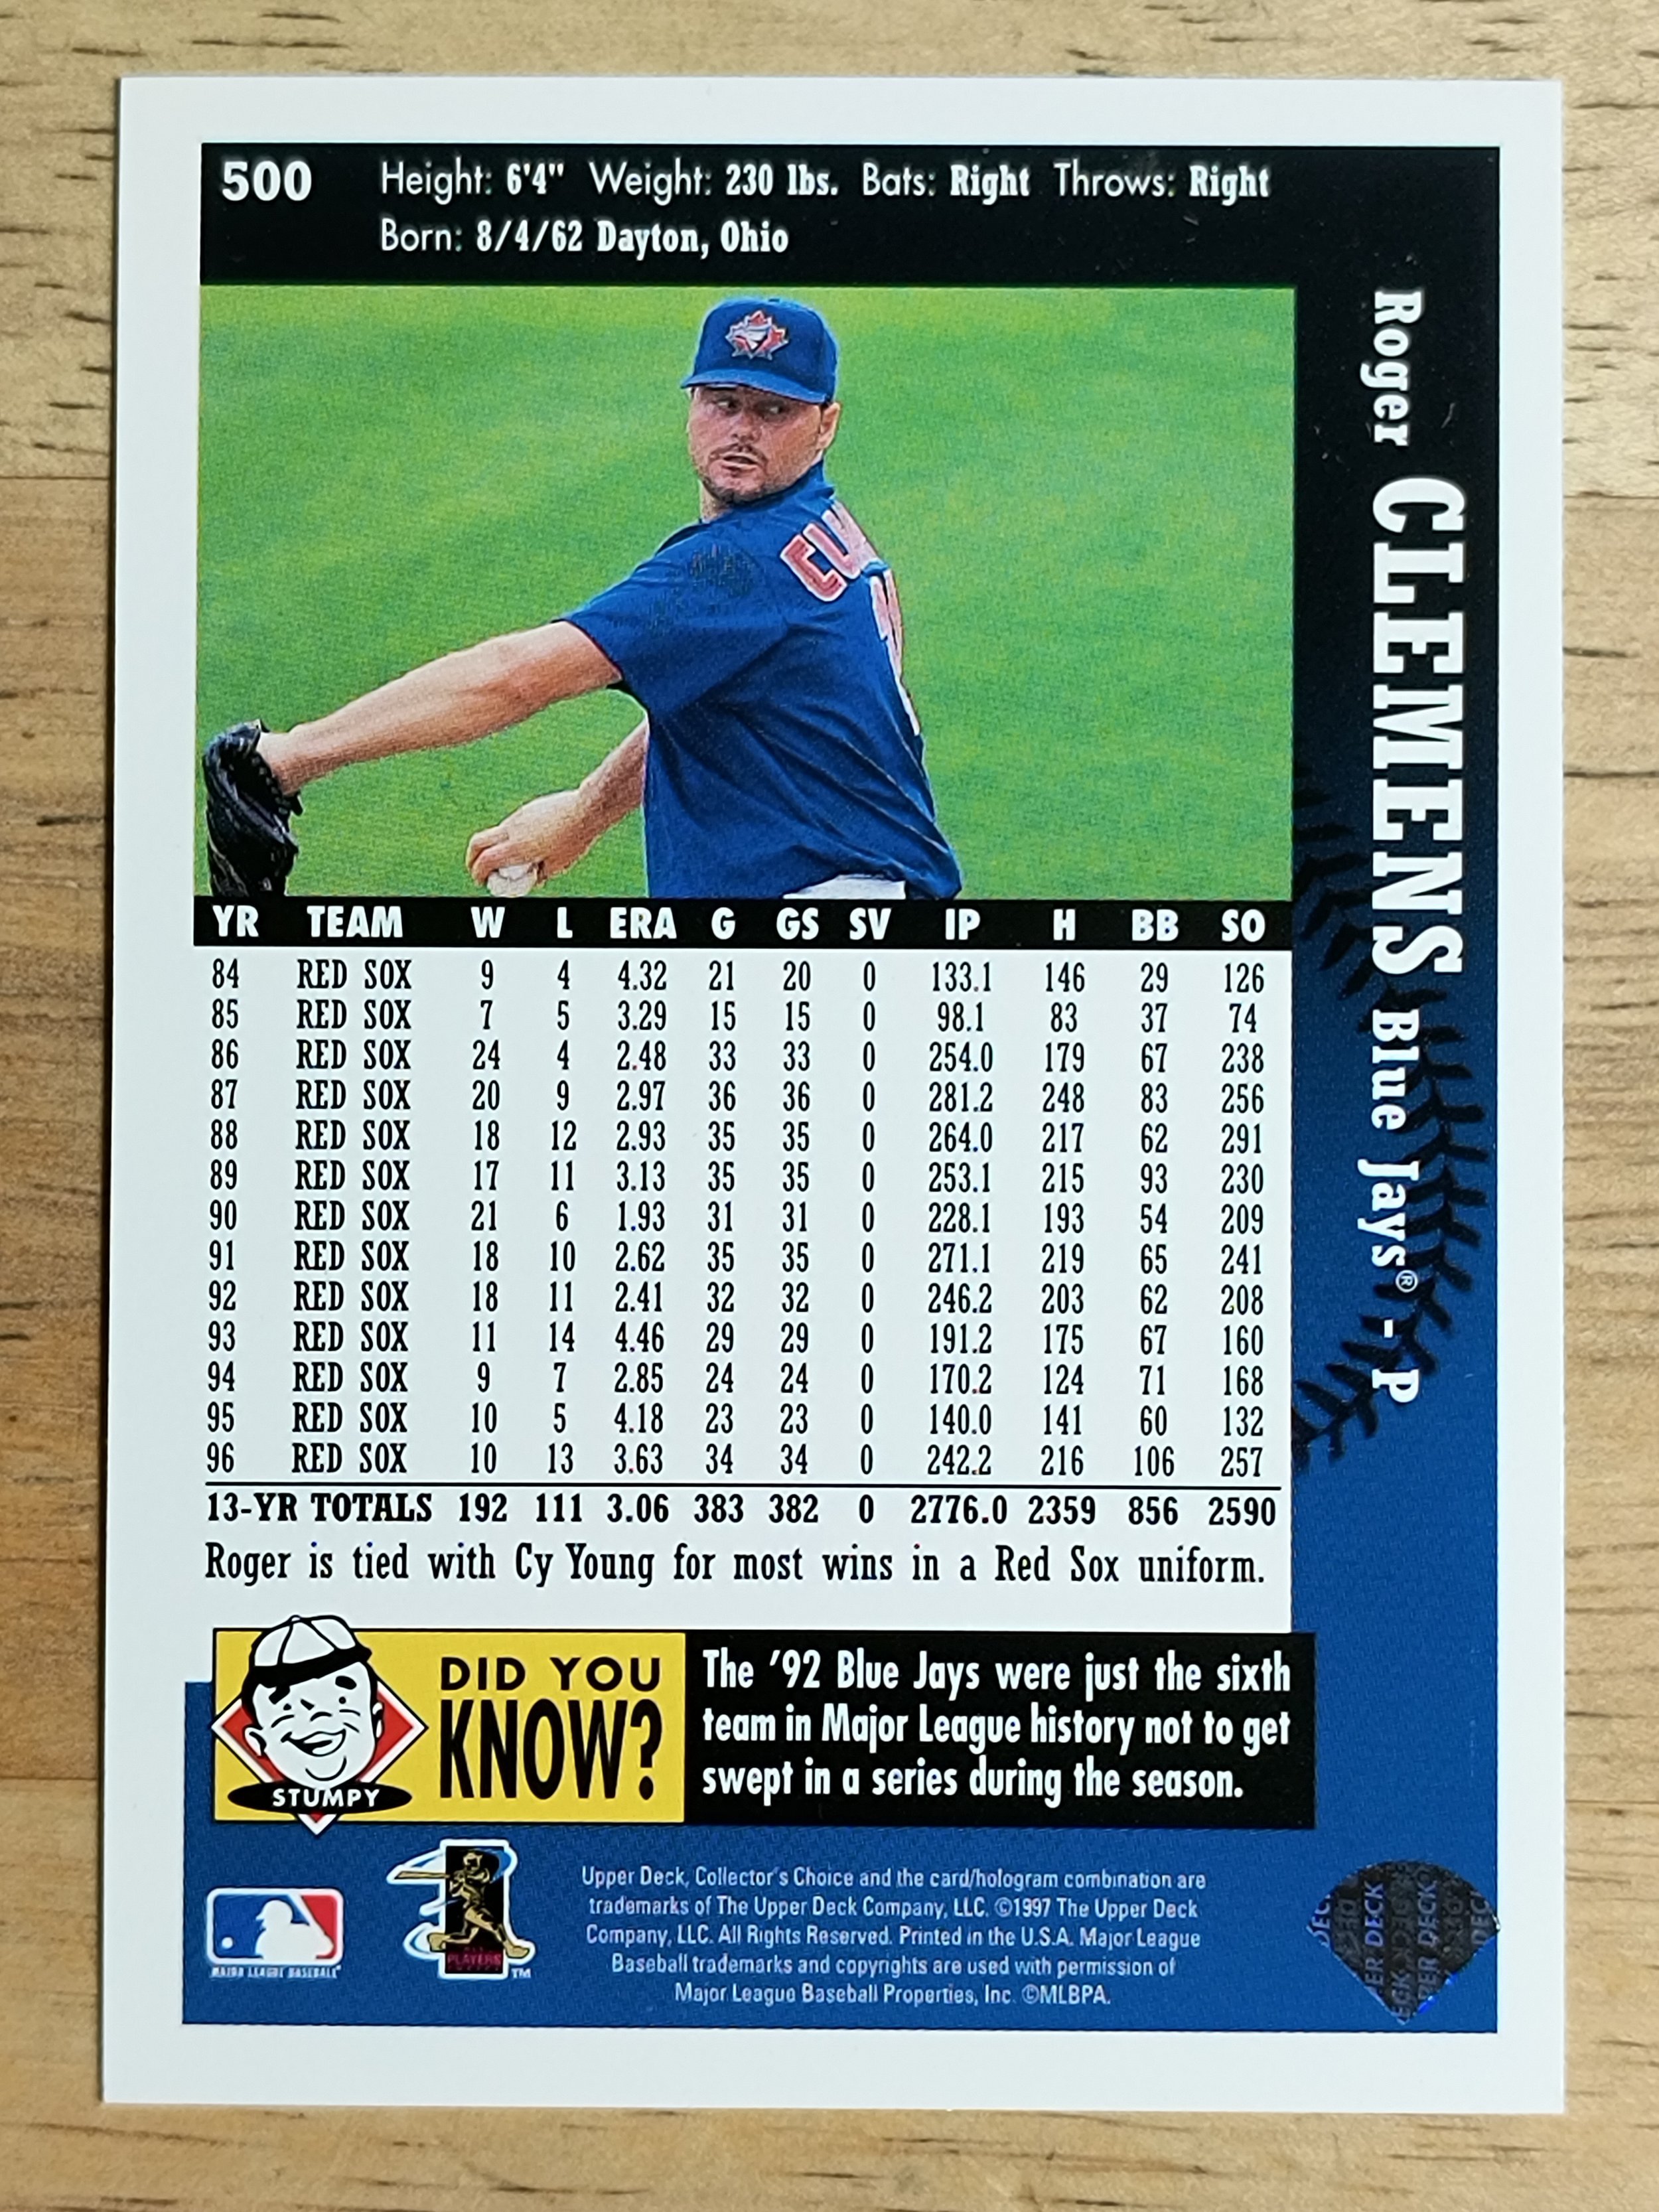 500 Height: 6'4" Weight: 230 lbs. Bats: Right Throws: Right
Born: 8/4/62 Dayton, Ohio
Roger CLEMENS Blue Jays® - P
YR TEAM W L ERA G GS SV IP H BB SO
84 RED SOX 9 4 4.32 21 20 0 133.1 146 29 126
85 RED SOX 7 5 3.29 15 15 0 98.1 83 37 74
86 RED SOX 24 4 2.48 33 33 0 254.0 179 67 238
87 RED SOX 20 9 2.97 36 36 0 281.2 248 83 256
88 RED SOX 18 12 2.93 35 35 0 264.0 217 62 291
89 RED SOX 17 11 3.13 35 35 0 253.1 215 93 230
90 RED SOX 21 6 1.93 31 31 0 228.1 193 54 209
91 RED SOX 18 10 2.62 35 35 0 271.1 219 65 241
92 RED SOX 18 11 2.41 32 32 0 246.2 203 62 208
93 RED SOX 11 14 4.46 29 29 0 191.2 175 67 160
94 RED SOX 9 7 2.85 24 24 0 170.2 124 71 168
95 RED SOX 10 5 4.18 23 23 0 140.0 141 60 132
96 RED SOX 10 13 3.63 34 34 0 242.2 216 106 257
13-YR TOTALS 192 111 3.06 383 382 0 2776.0 2359 856 2590
Roger is tied with Cy Young for most wins in a Red Sox uniform.
STUMPY
DID YOU
KNOW?
The '92 Blue Jays were just the sixth
team in Major League history not to get
swept in a series during the season.
MAJOR LEAGUE BASEBALL
PLAYERS
TM
Upper Deck, Collector's Choice and the card/hologram combination are
trademarks of The Upper Deck Company, LLC. ©1997 The Upper Deck
Company, LLC. All Rights Reserved. Printed in the U.S.A. Major League
Baseball trademarks and copyrights are used with permission of
Major League Baseball Properties, Inc. ©MLBPA.
UPPER DECK